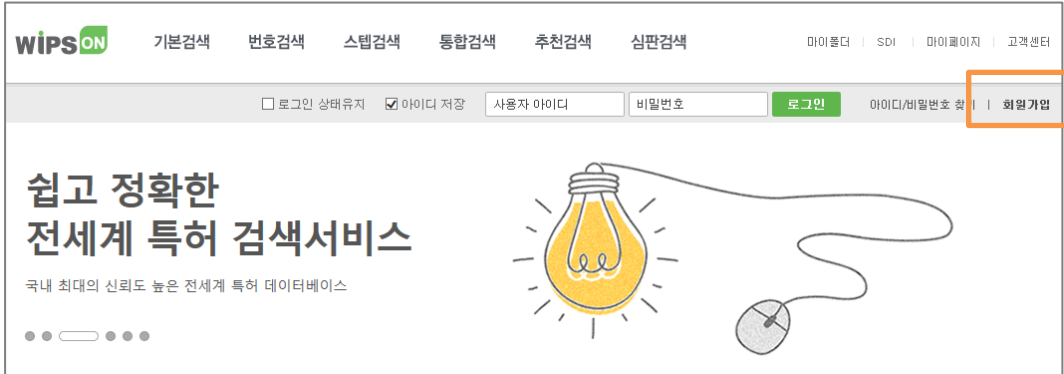 WIPS ON 기본검색 번호검색 스텝검색 통합검색 추천검색 심판검색 마이폴더 | SDI | 마이페이지 | 고객센터
로그인 상태유지 아이디 저장 사용자 아이디 비밀번호 로그인 아이디/비밀번호 찾기 | 회원가입
쉽고 정확한
전세계 특허 검색서비스
국내 최대의 신뢰도 높은 전세계 특허 데이터베이스